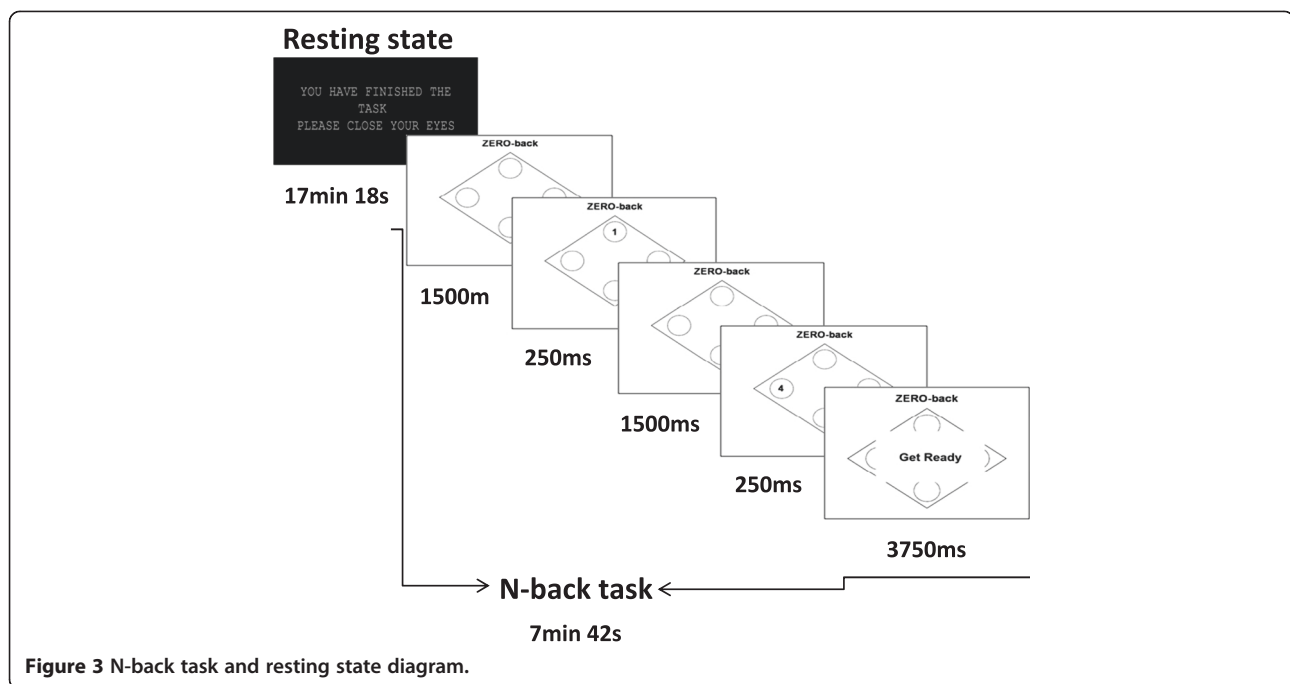 Resting state
YOU HAVE FINISHED THE
TASK
PLEASE CLOSE YOUR EYES
17min 18s
ZERO-back
1500m
ZERO-back
1
250ms
ZERO-back
1500ms
ZERO-back
4
250ms
ZERO-back
Get Ready
3750ms
N-back task
7min 42s
Figure 3 N-back task and resting state diagram.